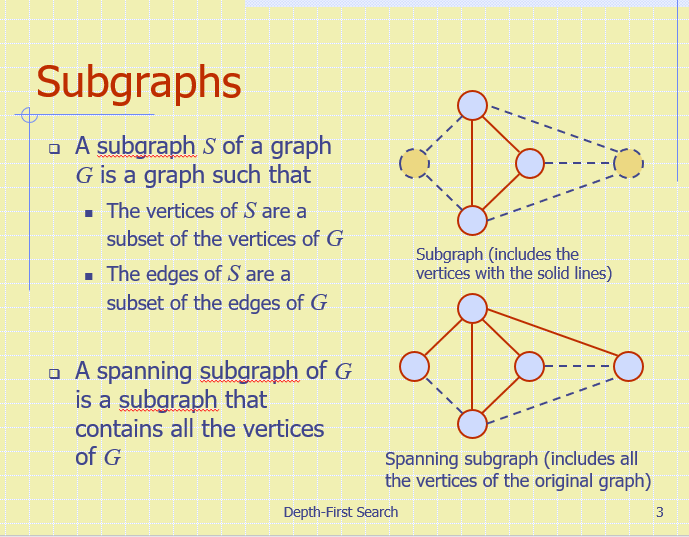 Subgraphs
A subgraph S of a graph
G is a graph such that
The vertices of S are a
subset of the vertices of G
The edges of S are a
subset of the edges of G
A spanning subgraph of G
is a subgraph that
contains all the vertices
of G
Subgraph (includes the
vertices with the solid lines)
Spanning subgraph (includes all
the vertices of the original graph)
Depth-First Search
3